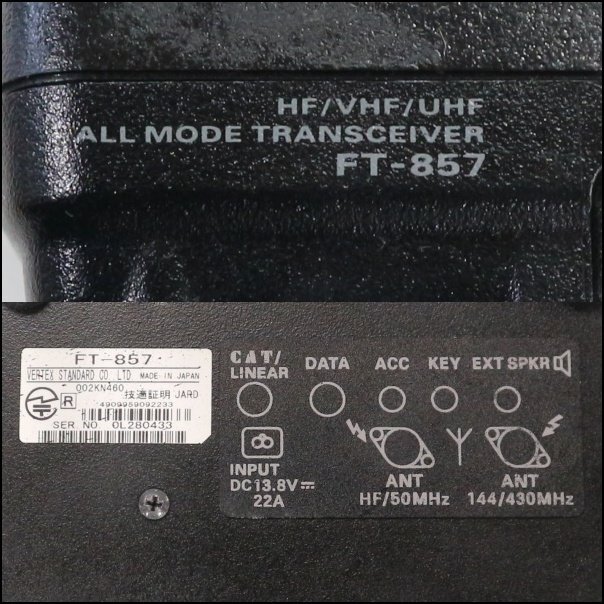 HF/VHF/UHF
ALL MODE TRANSCEIVER
FT-857
FT-857
VERTEX STANDARD CO. LTD. MADE IN JAPAN
002KN460
R
技適証明 JARD
4909959092233
SER NO 0L280433
CAT/
LINEAR
DATA
ACC
KEY
EXT SPKR
INPUT
DC13.8V⎓
22A
ANT
HF/50MHz
ANT
144/430MHz